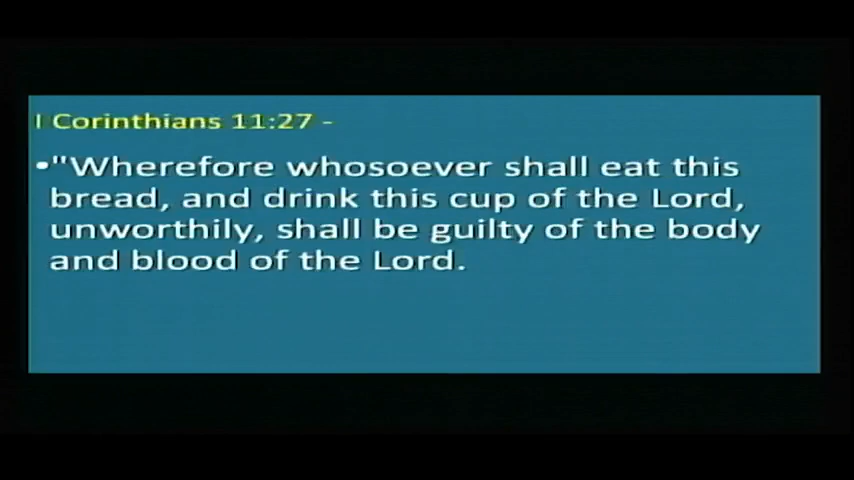 I Corinthians 11:27 -
•"Wherefore whosoever shall eat this
bread, and drink this cup of the Lord,
unworthily, shall be guilty of the body
and blood of the Lord.